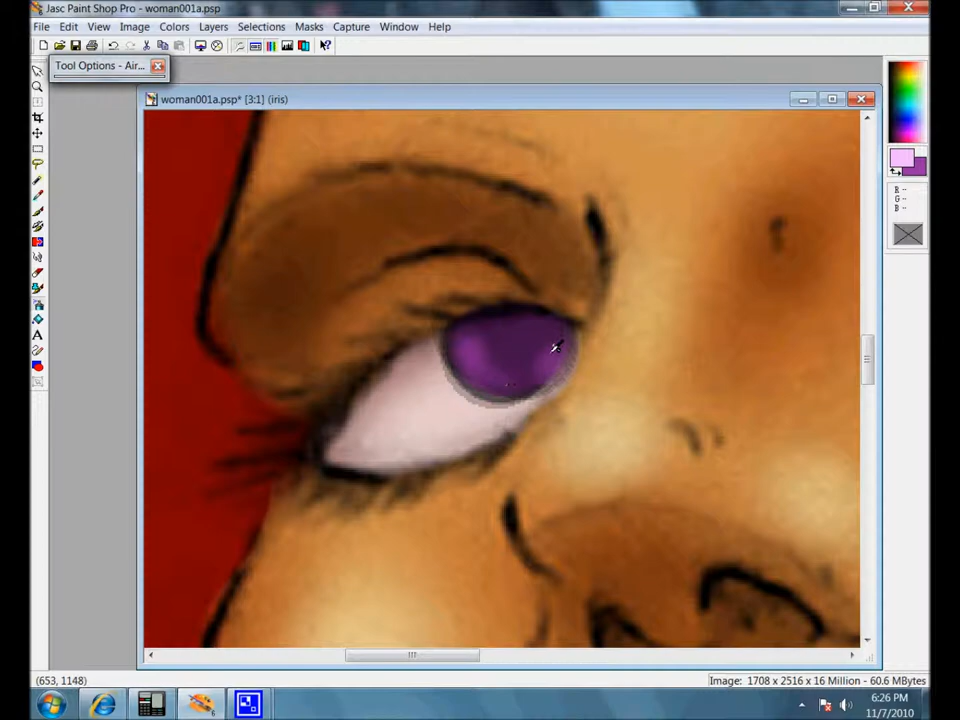 Jasc Paint Shop Pro - woman001a.psp
File Edit View Image Colors Layers Selections Masks Capture Window Help
Tool Options - Air...
woman001a.psp* [3:1] (iris)
R: --
G: --
B: --
(653, 1148)
Image: 1708 x 2516 x 16 Million - 60.6 MBytes
6:26 PM
11/7/2010